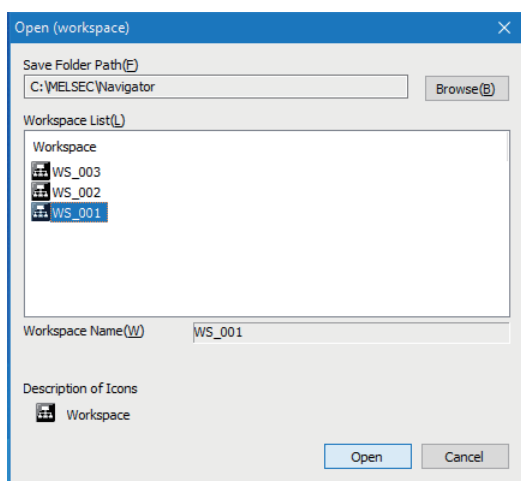 Open (workspace)
Save Folder Path(F)
C:\MELSEC\Navigator
Browse(B)
Workspace List(L)
Workspace
WS_003
WS_002
WS_001
Workspace Name(W) WS_001
Description of Icons
Workspace
Open Cancel